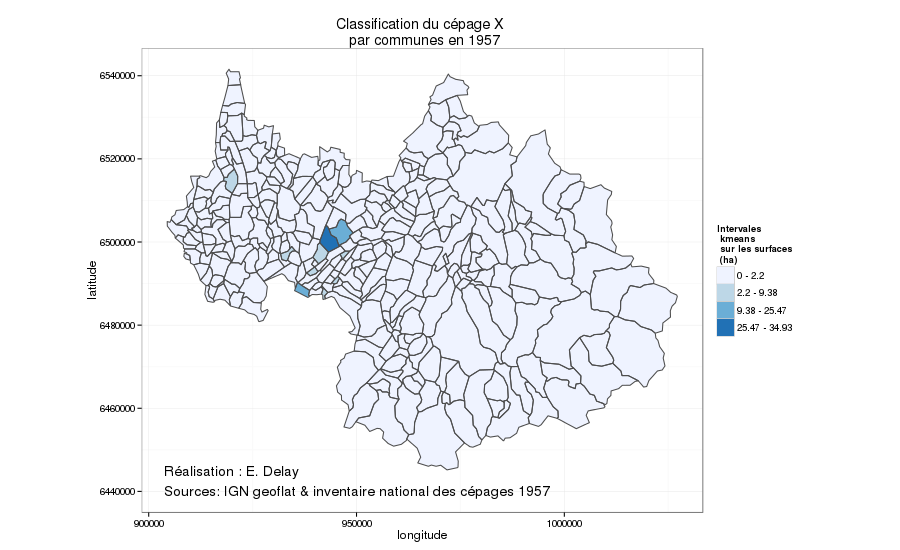 Classification du cépage X
par communes en 1957
6540000
6520000
6500000
6480000
6460000
6440000
latitude
900000
950000
1000000
longitude
Réalisation : E. Delay
Sources: IGN geoflat & inventaire national des cépages 1957
Intervales
kmeans
sur les surfaces
(ha)
0 - 2.2
2.2 - 9.38
9.38 - 25.47
25.47 - 34.93